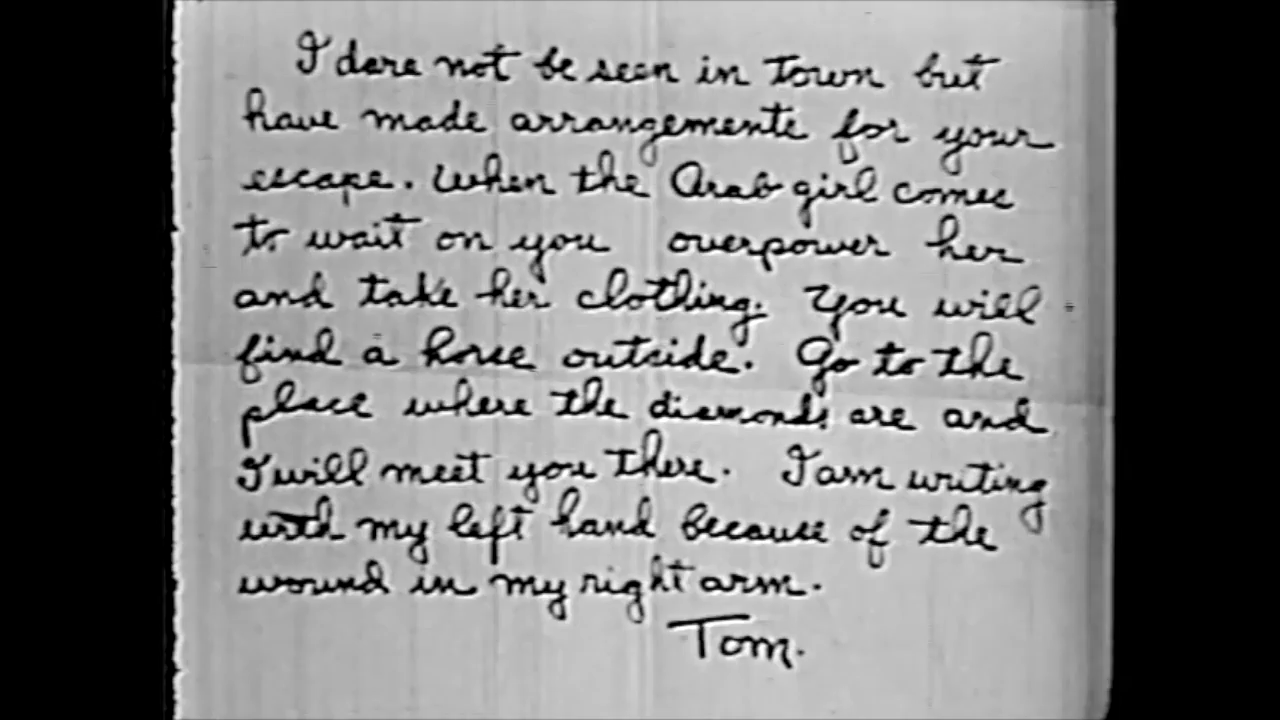 I dare not be seen in town but
have made arrangements for your
escape. When the Arab girl comes
to wait on you overpower her
and take her clothing. You will
find a horse outside. Go to the
place where the diamonds are and
I will meet you there. I am writing
with my left hand because of the
wound in my right arm.
Tom.